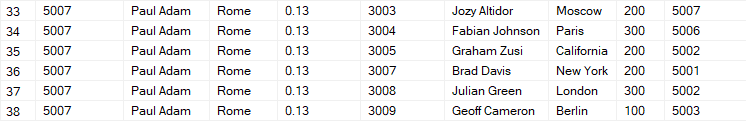 33 5007 Paul Adam Rome 0.13 3003 Jozy Altidor Moscow 200 5007
34 5007 Paul Adam Rome 0.13 3004 Fabian Johnson Paris 300 5006
35 5007 Paul Adam Rome 0.13 3005 Graham Zusi California 200 5002
36 5007 Paul Adam Rome 0.13 3007 Brad Davis New York 200 5001
37 5007 Paul Adam Rome 0.13 3008 Julian Green London 300 5002
38 5007 Paul Adam Rome 0.13 3009 Geoff Cameron Berlin 100 5003